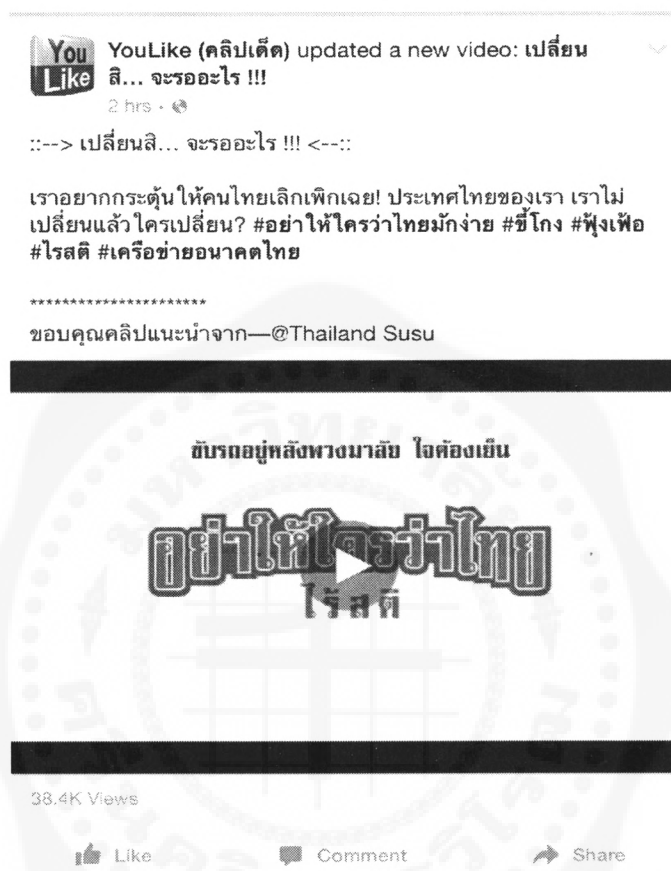 You
Like
YouLike (คลิปเด็ด) updated a new video: เปลี่ยน
สิ... จะรออะไร !!!
2 hrs •
::--> เปลี่ยนสิ... จะรออะไร !!! <--::
เราอยากกระตุ้นให้คนไทยเลิกเพิกเฉย! ประเทศไทยของเรา เราไม่
เปลี่ยนแล้วใครเปลี่ยน? #อย่าให้ใครว่าไทยมักง่าย #ขี้โกง #ฟุ้งเฟ้อ
#ไรสติ #เครือข่ายอนาคตไทย
**********************
ขอบคุณคลิปแนะนำจาก—@Thailand Susu
ขับรถอยู่หลังพวงมาลัย ใจต้องเย็น
อย่าให้ใครว่าไทย
ไร้สติ
38.4K Views
Like Comment Share